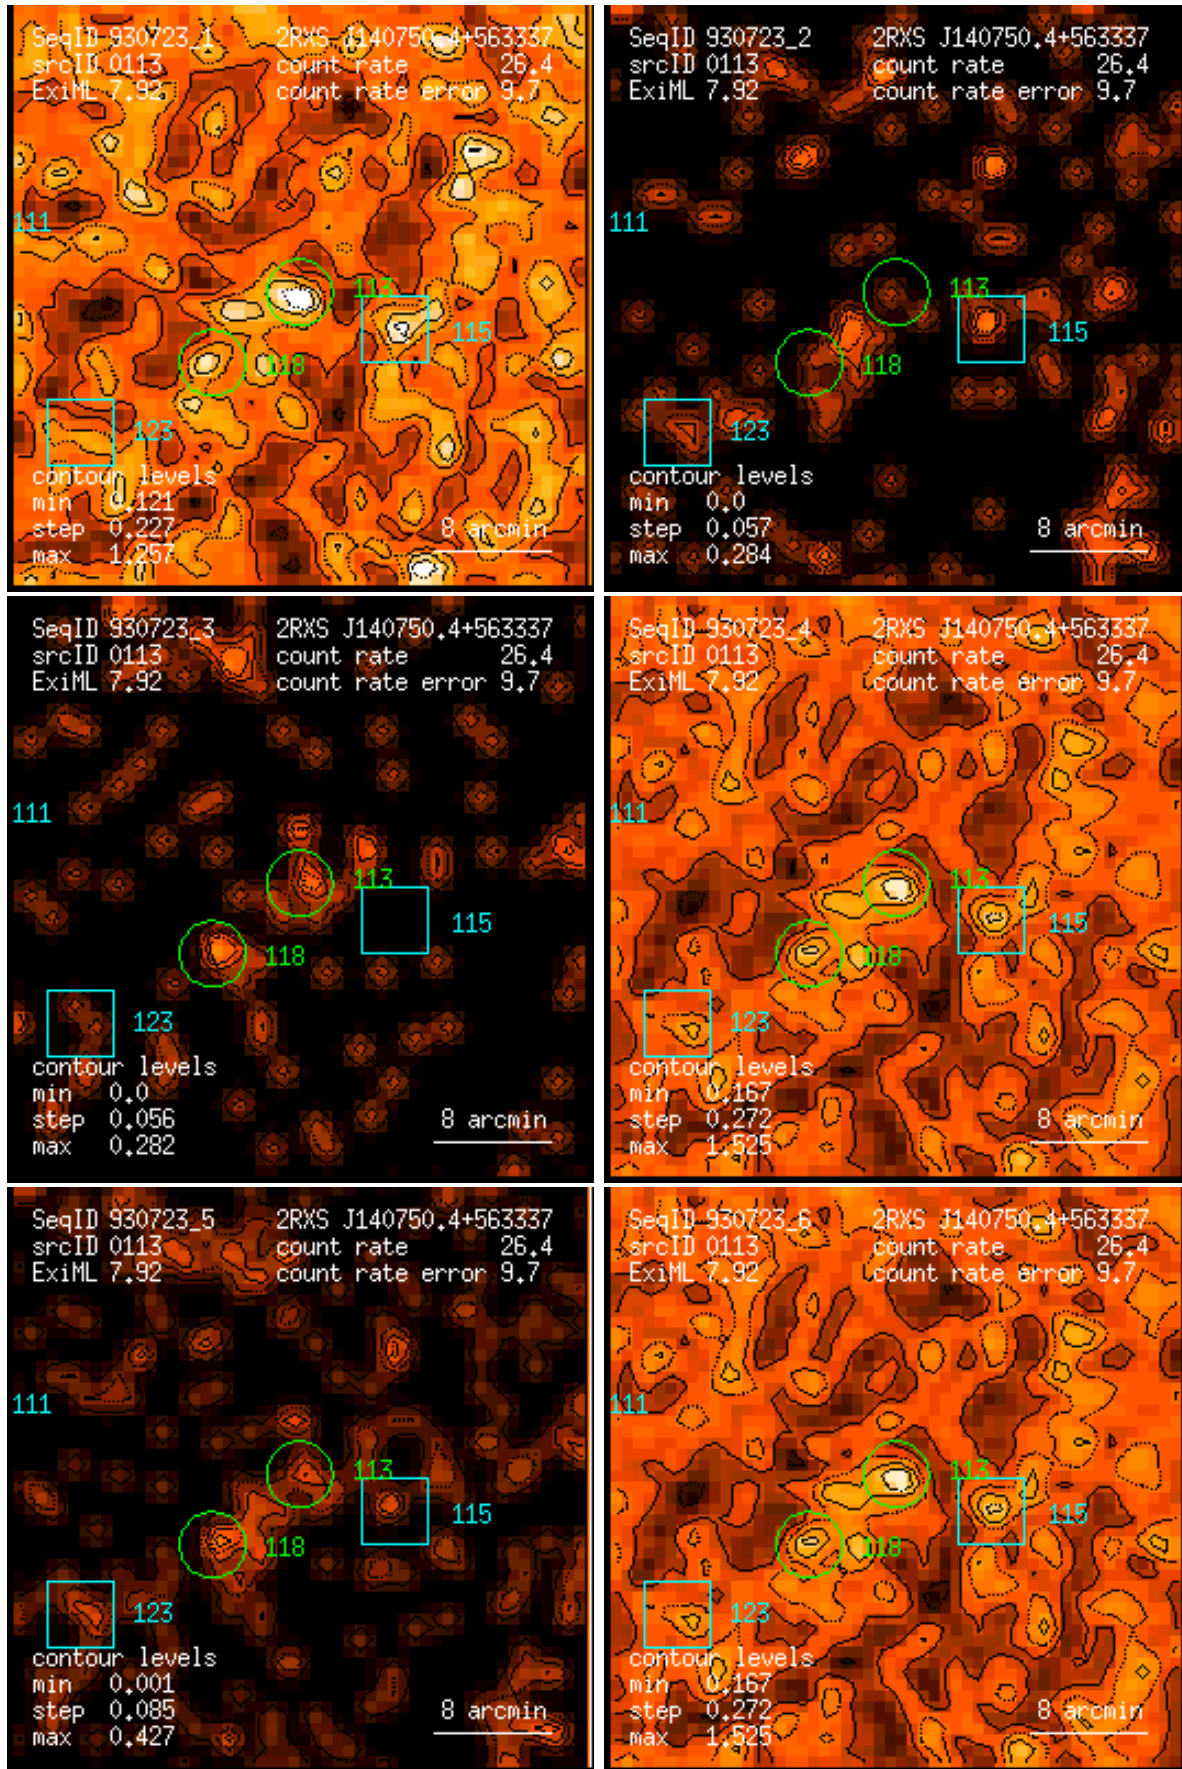 SeqID 930723_1 2RXS J140750.4+563337
srcID 0113 count rate 26.4
ExiML 7.92 count rate error 9.7
111
113
115
118
123
contour levels
min 0.121
step 0.227 8 arcmin
max 1.257
SeqID 930723_2 2RXS J140750.4+563337
srcID 0113 count rate 26.4
ExiML 7.92 count rate error 9.7
111
113
115
118
123
contour levels
min 0.0
step 0.057 8 arcmin
max 0.284
SeqID 930723_3 2RXS J140750.4+563337
srcID 0113 count rate 26.4
ExiML 7.92 count rate error 9.7
111
113
115
118
123
contour levels
min 0.0
step 0.056 8 arcmin
max 0.282
SeqID 930723_4 2RXS J140750.4+563337
srcID 0113 count rate 26.4
ExiML 7.92 count rate error 9.7
111
113
115
118
123
contour levels
min 0.167
step 0.272 8 arcmin
max 1.525
SeqID 930723_5 2RXS J140750.4+563337
srcID 0113 count rate 26.4
ExiML 7.92 count rate error 9.7
111
113
115
118
123
contour levels
min 0.001
step 0.085 8 arcmin
max 0.427
SeqID 930723_6 2RXS J140750.4+563337
srcID 0113 count rate 26.4
ExiML 7.92 count rate error 9.7
111
113
115
118
123
contour levels
min 0.167
step 0.272 8 arcmin
max 1.525